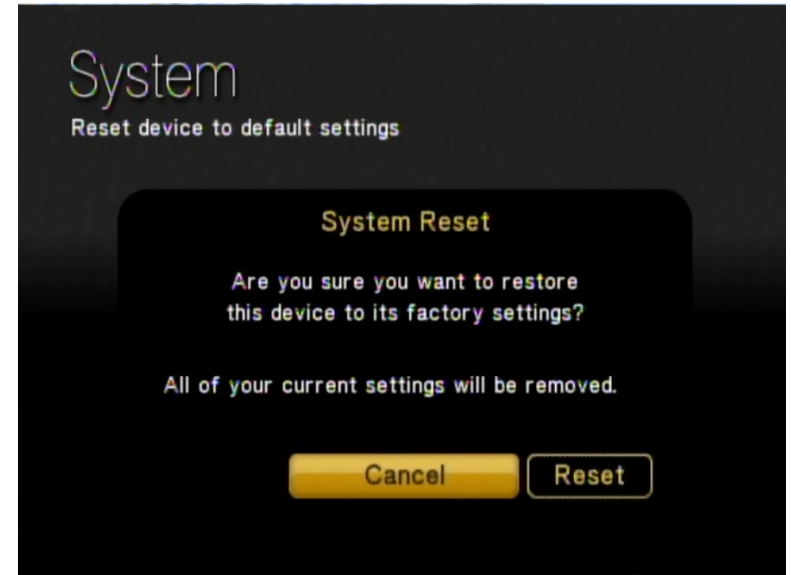 System
Reset device to default settings
System Reset
Are you sure you want to restore
this device to its factory settings?
All of your current settings will be removed.
Cancel
Reset